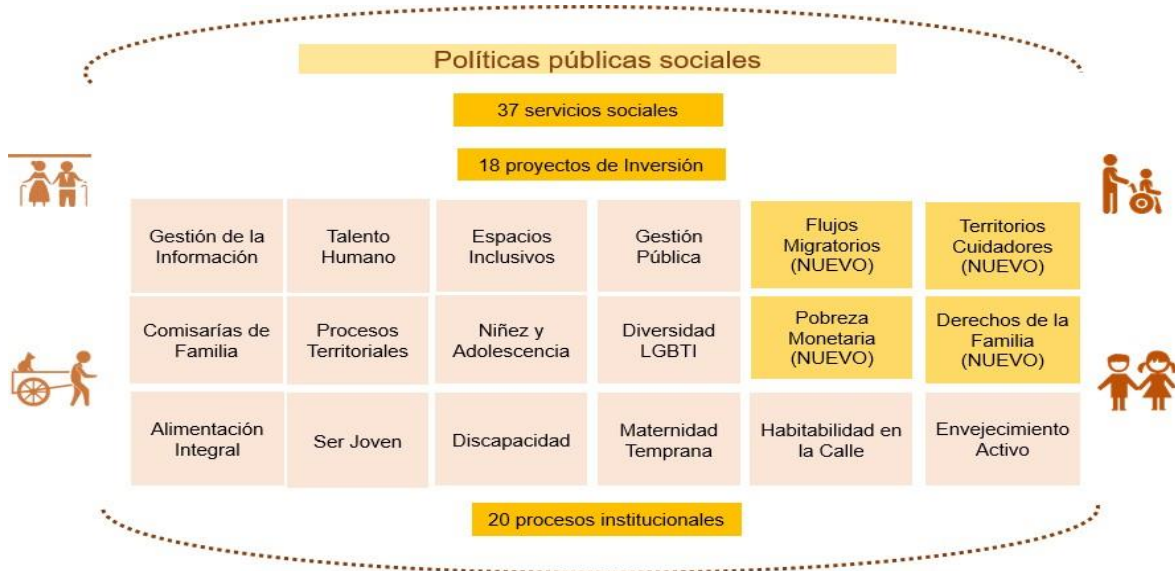 Políticas públicas sociales
37 servicios sociales
18 proyectos de Inversión
Gestión de la
Información
Talento
Humano
Espacios
Inclusivos
Gestión
Pública
Flujos
Migratorios
(NUEVO)
Territorios
Cuidadores
(NUEVO)
Comisarías de
Familia
Procesos
Territoriales
Niñez y
Adolescencia
Diversidad
LGBTI
Pobreza
Monetaria
(NUEVO)
Derechos de la
Familia
(NUEVO)
Alimentación
Integral
Ser Joven
Discapacidad
Maternidad
Temprana
Habitabilidad en
la Calle
Envejecimiento
Activo
20 procesos institucionales